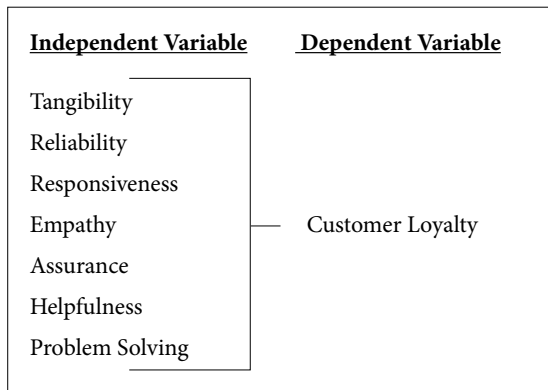 Independent Variable Dependent Variable
Tangibility
Reliability
Responsiveness
Empathy Customer Loyalty
Assurance
Helpfulness
Problem Solving